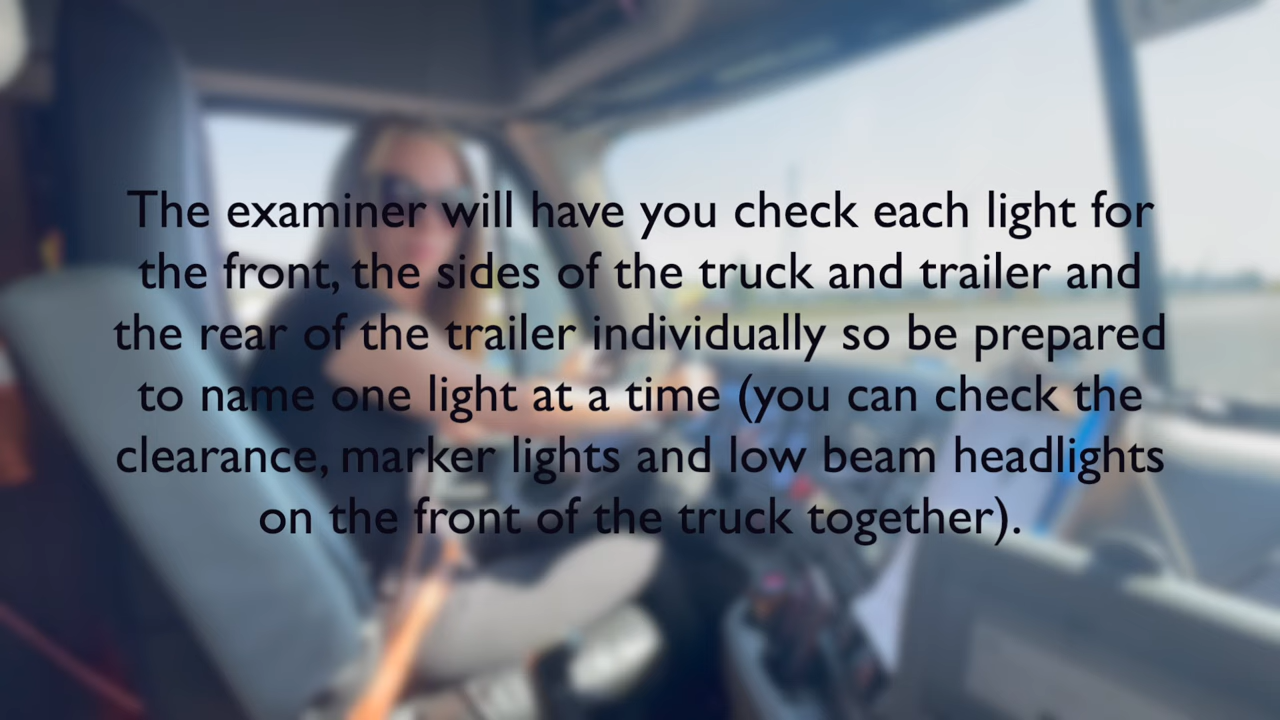 The examiner will have you check each light for
the front, the sides of the truck and trailer and
the rear of the trailer individually so be prepared
to name one light at a time (you can check the
clearance, marker lights and low beam headlights
on the front of the truck together).